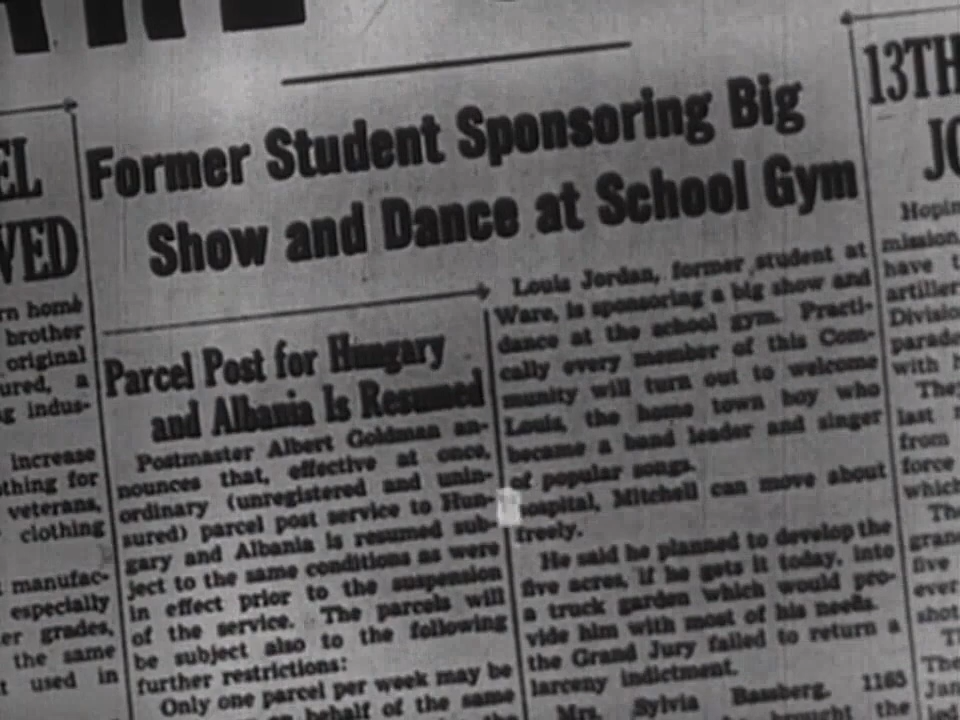 Former Student Sponsoring Big
Show and Dance at School Gym
Louis Jordan, former student at
Ware, is sponsoring a big show and
dance at the school gym. Practi-
cally every member of this Com-
munity will turn out to welcome
Louis, the home town boy who
became a band leader and singer
of popular songs.
hospital, Mitchell can move about
freely.
He said he planned to develop the
five acres, if he gets it today, into
a truck garden which would pro-
vide him with most of his needs.
the Grand Jury failed to return a
larceny indictment.
Mrs. Sylvia Bamberg, 1165
brought the
Parcel Post for Hungary
and Albania Is Resumed
Postmaster Albert Goldman an-
nounces that, effective at once,
ordinary (unregistered and unin-
sured) parcel post service to Hun-
gary and Albania is resumed sub-
ject to the same conditions as were
in effect prior to the suspension
of the service. The parcels will
be subject also to the following
further restrictions:
Only one parcel per week may be
on behalf of the same
EL
VED
rn home
brother
original
ured, a
g indus-
increase
thing for
veterans,
clothing
manufac-
especially
er grades,
the same
t used in
13TH
JO
Hopin
mission,
have t
artiller
Division
parade
with h
They
last
from
force
which
The
grand
five
ever
shot
The
Jan
led